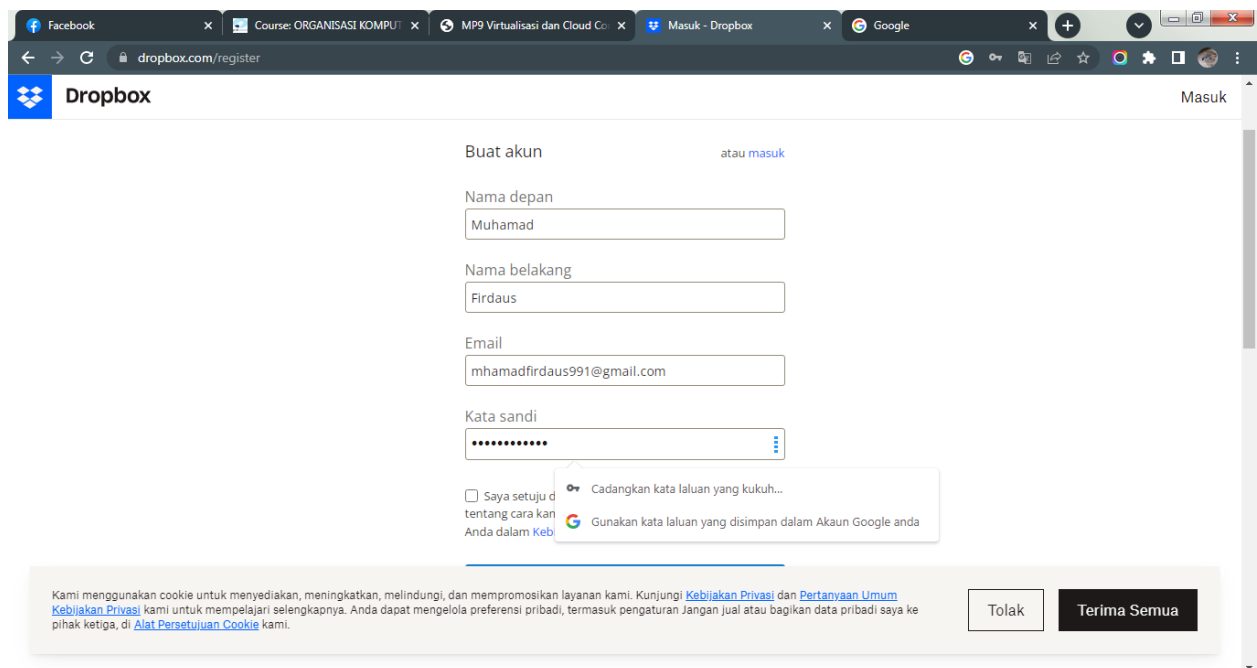 Facebook
Course: ORGANISASI KOMPUT
MP9 Virtualisasi dan Cloud Co
Masuk - Dropbox
Google
dropbox.com/register
Dropbox
Masuk
Buat akun
atau masuk
Nama depan
Muhamad
Nama belakang
Firdaus
Email
mhamadfirdaus991@gmail.com
Kata sandi
••••••••••••
Cadangkan kata laluan yang kukuh...
Gunakan kata laluan yang disimpan dalam Akaun Google anda
Saya setuju d
tentang cara kan
Anda dalam Keb
Kami menggunakan cookie untuk menyediakan, meningkatkan, melindungi, dan mempromosikan layanan kami. Kunjungi Kebijakan Privasi dan Pertanyaan Umum
Kebijakan Privasi kami untuk mempelajari selengkapnya. Anda dapat mengelola preferensi pribadi, termasuk pengaturan Jangan jual atau bagikan data pribadi saya ke
pihak ketiga, di Alat Persetujuan Cookie kami.
Tolak
Terima Semua